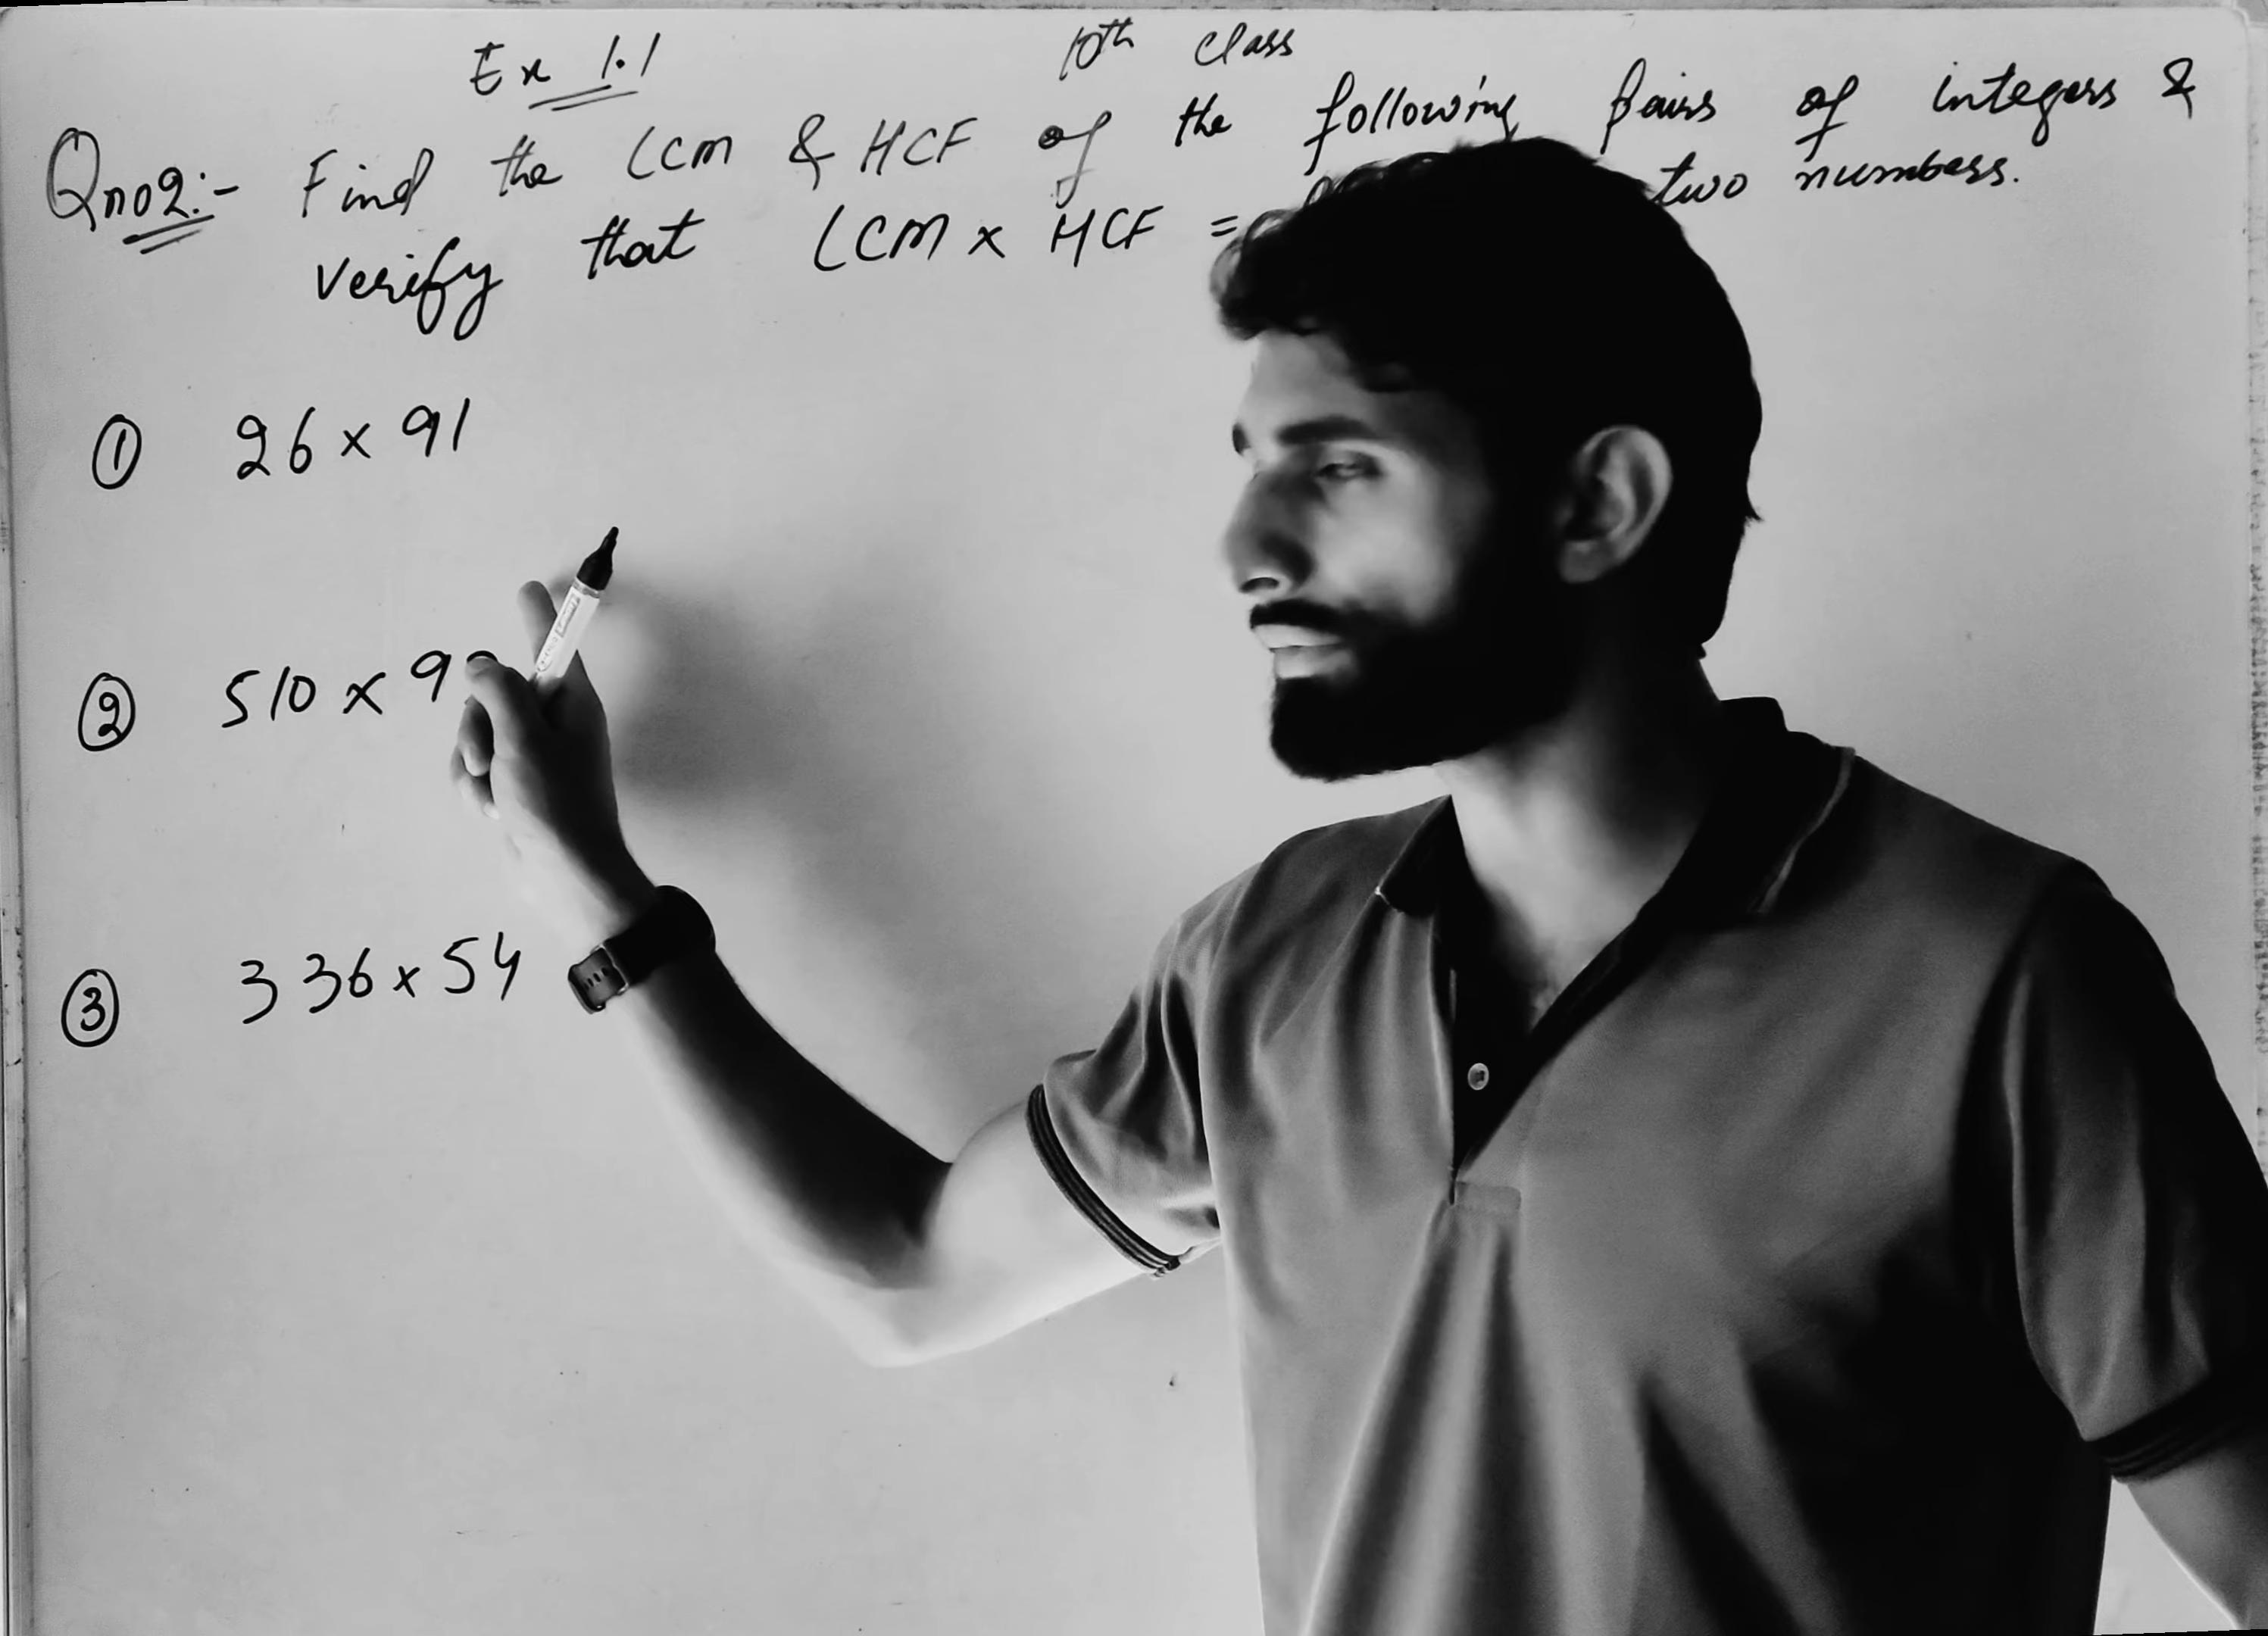 Ex 1.1 10th class
Qno2:- Find the LCM & HCF of the following pairs of integers &
verify that LCM x HCF = two numbers.
① 26 x 91
② 510 x 9
③ 336 x 54